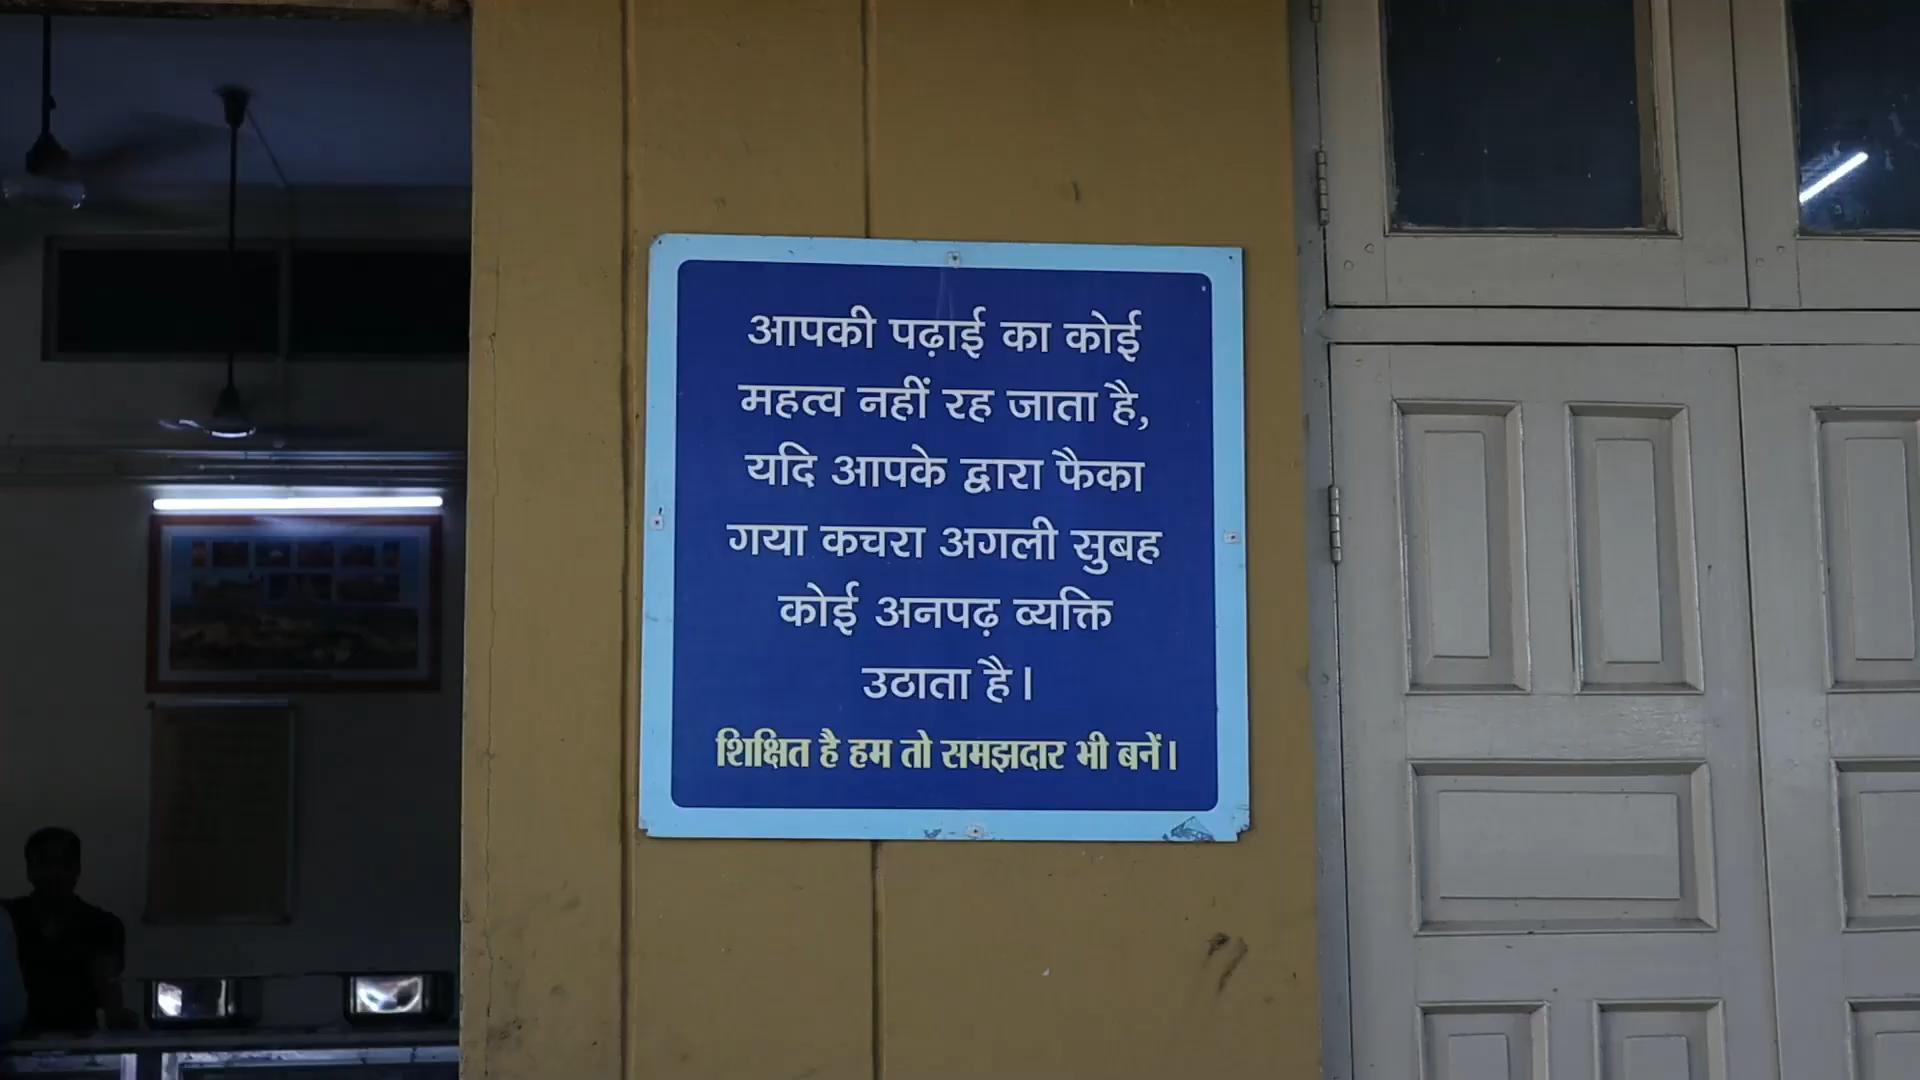 आपकी पढ़ाई का कोई
महत्व नहीं रह जाता है,
यदि आपके द्वारा फैका
गया कचरा अगली सुबह
कोई अनपढ़ व्यक्ति
उठाता है।
शिक्षित है हम तो समझदार भी बनें।